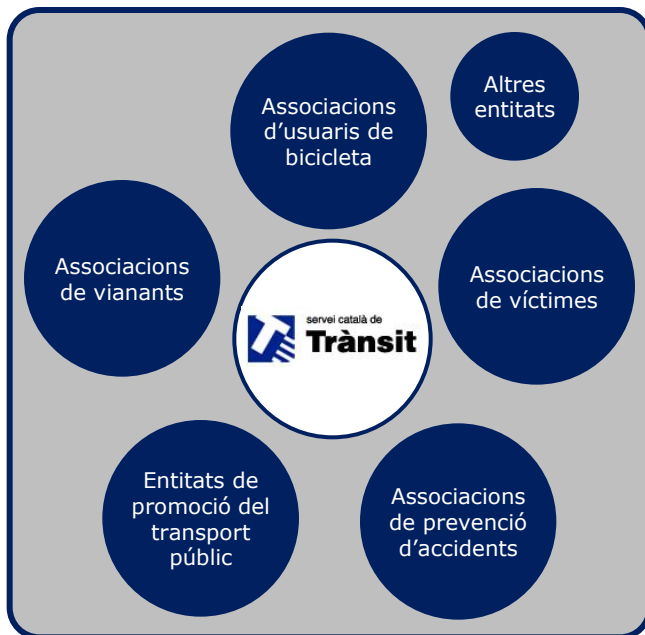 Associacions
d'usuaris de
bicicleta
Altres
entitats
Associacions
de vianants
Associacions
de víctimes
servei català de
Trànsit
Entitats de
promoció del
transport
públic
Associacions
de prevenció
d'accidents